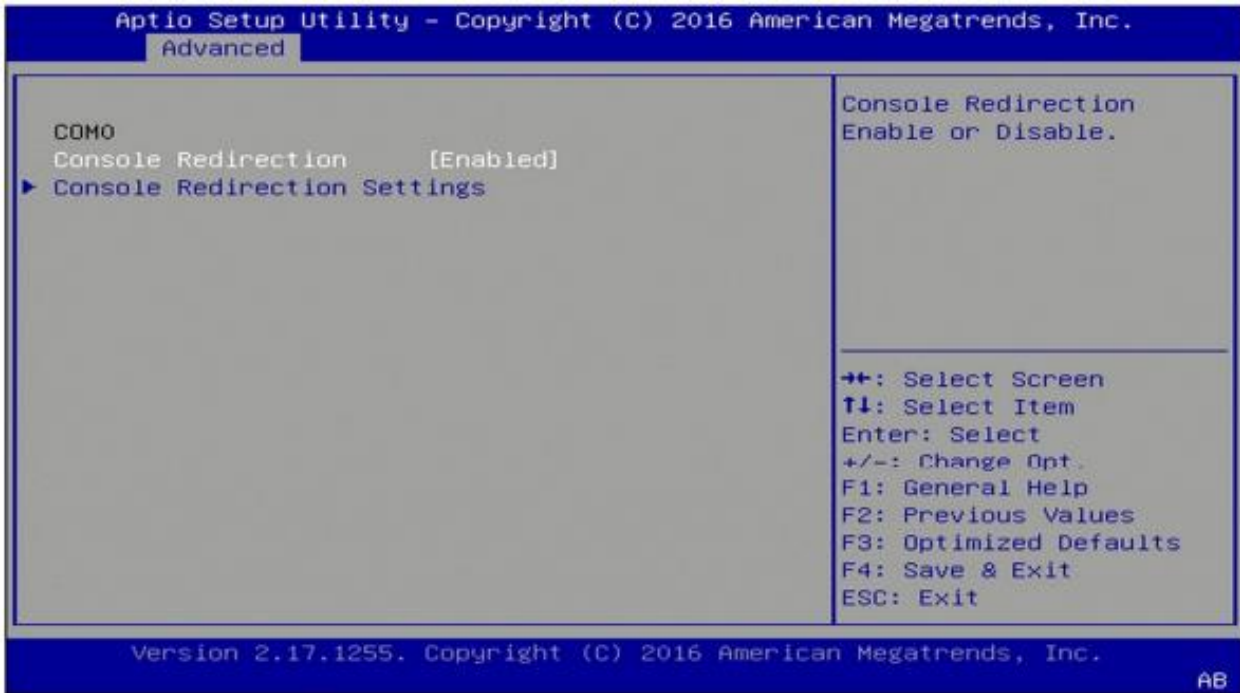 Aptio Setup Utility – Copyright (C) 2016 American Megatrends, Inc.
Advanced
COM0
Console Redirection [Enabled]
▶ Console Redirection Settings
Console Redirection
Enable or Disable.
→←: Select Screen
↑↓: Select Item
Enter: Select
+/-: Change Opt.
F1: General Help
F2: Previous Values
F3: Optimized Defaults
F4: Save & Exit
ESC: Exit
Version 2.17.1255. Copyright (C) 2016 American Megatrends, Inc.
AB